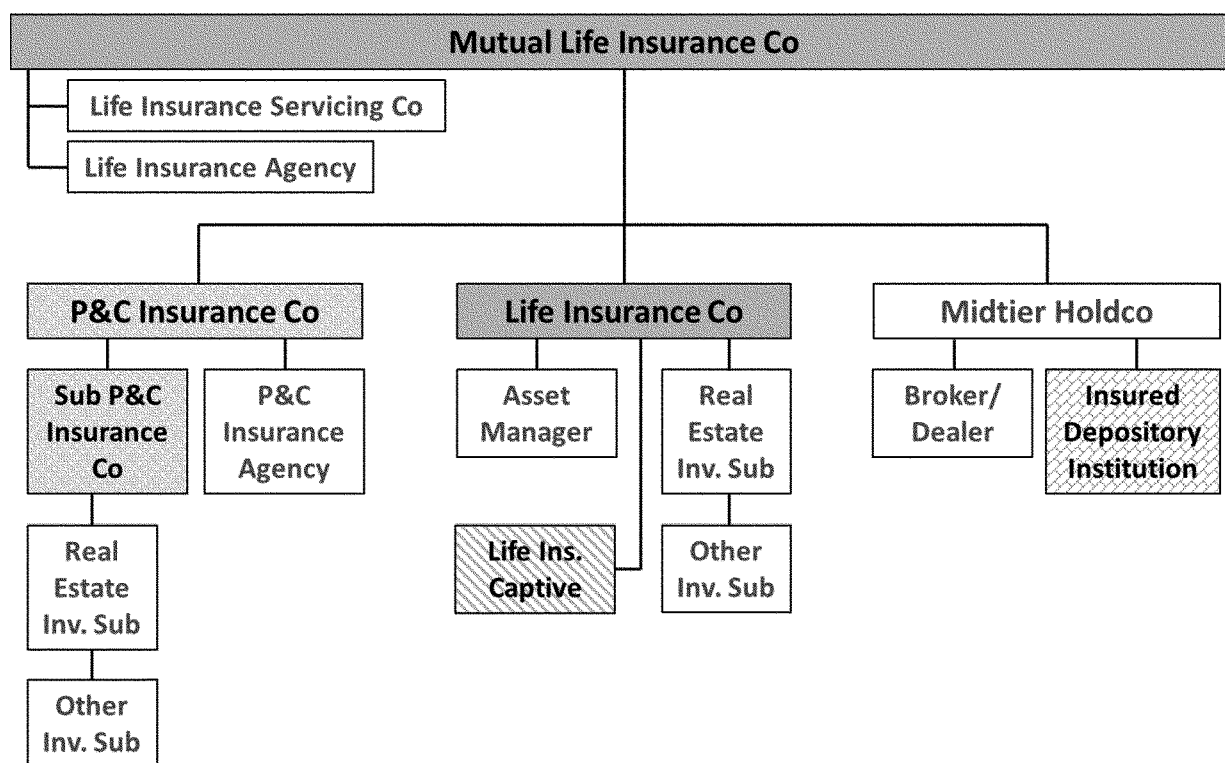 Mutual Life Insurance Co
Life Insurance Servicing Co
Life Insurance Agency
P&C Insurance Co
Life Insurance Co
Midtier Holdco
Sub P&C
Insurance
Co
P&C
Insurance
Agency
Asset
Manager
Real
Estate
Inv. Sub
Broker/
Dealer
Insured
Depository
Institution
Real
Estate
Inv. Sub
Life Ins.
Captive
Other
Inv. Sub
Other
Inv. Sub